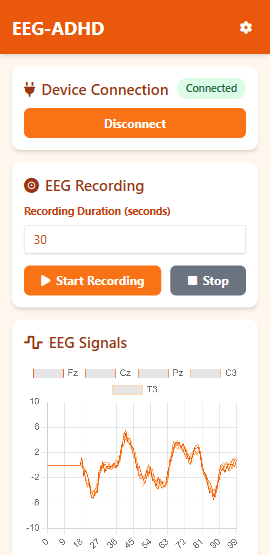 EEG-ADHD
Device Connection
Connected
Disconnect
EEG Recording
Recording Duration (seconds)
30
Start Recording
Stop
EEG Signals
Fz Cz Pz C3
T3
10
6
2
-2
-6
-10
0 9 18 27 36 45 54 63 72 81 90 99